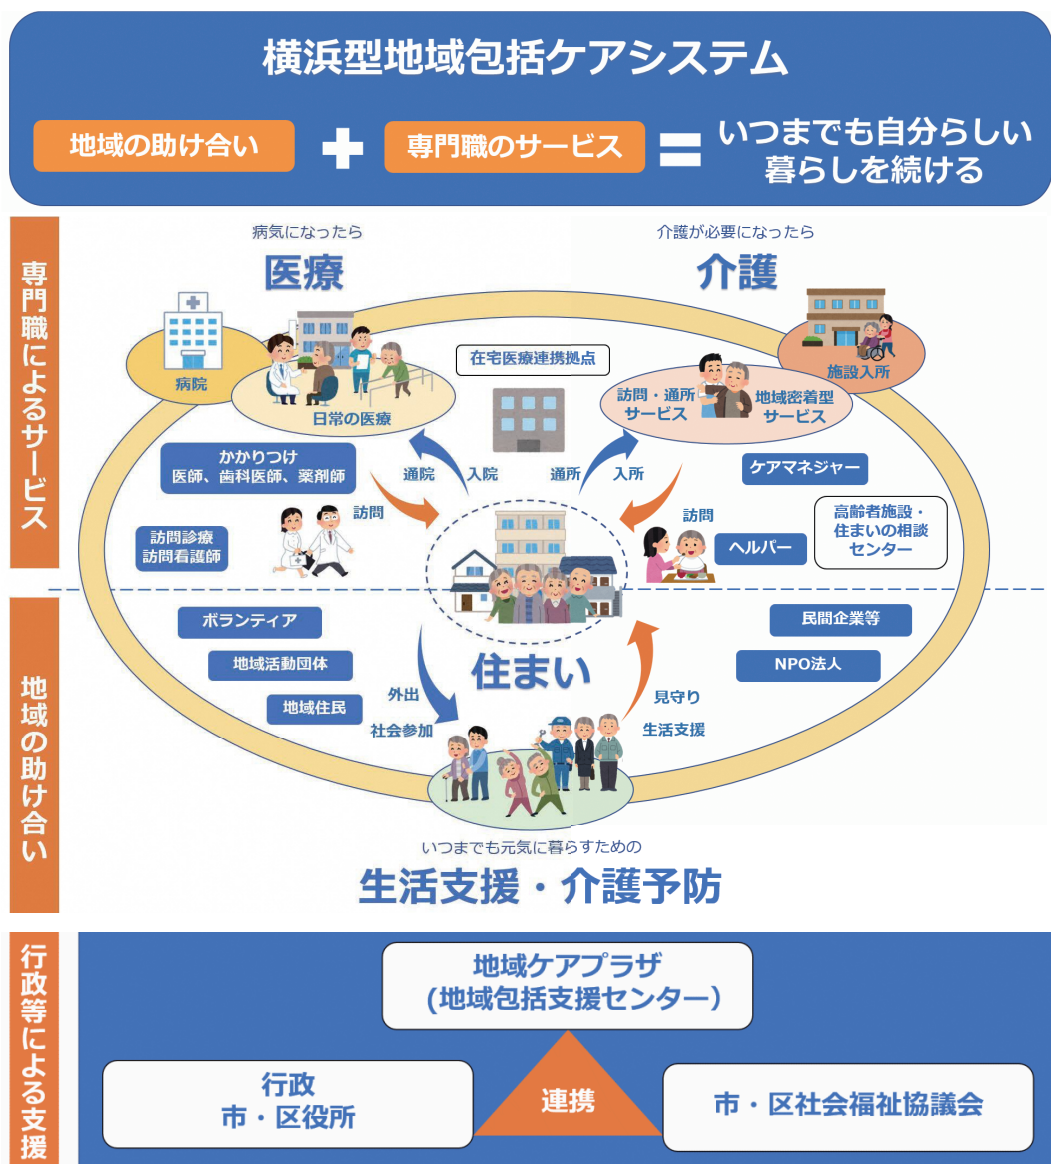 横浜型地域包括ケアシステム
地域の助け合い
+
専門職のサービス
=
いつまでも自分らしい
暮らしを続ける
専門職によるサービス
病気になったら
医療
介護が必要になったら
介護
病院
日常の医療
在宅医療連携拠点
訪問・通所
サービス
地域密着型
サービス
施設入所
かかりつけ
医師、歯科医師、薬剤師
通院
入院
通所
入所
ケアマネジャー
訪問
訪問
訪問診療
訪問看護師
ヘルパー
高齢者施設・
住まいの相談
センター
地域の助け合い
ボランティア
地域活動団体
地域住民
住まい
民間企業等
NPO法人
外出
社会参加
見守り
生活支援
いつまでも元気に暮らすための
生活支援・介護予防
行政等による支援
地域ケアプラザ
(地域包括支援センター)
行政
市・区役所
連携
市・区社会福祉協議会